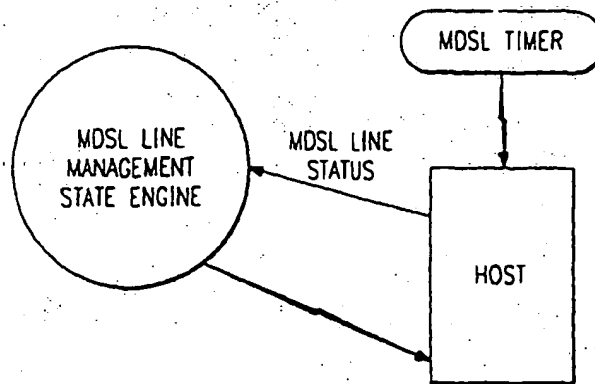 MDSL TIMER
MDSL LINE
MANAGEMENT
STATE ENGINE
MDSL LINE
STATUS
HOST